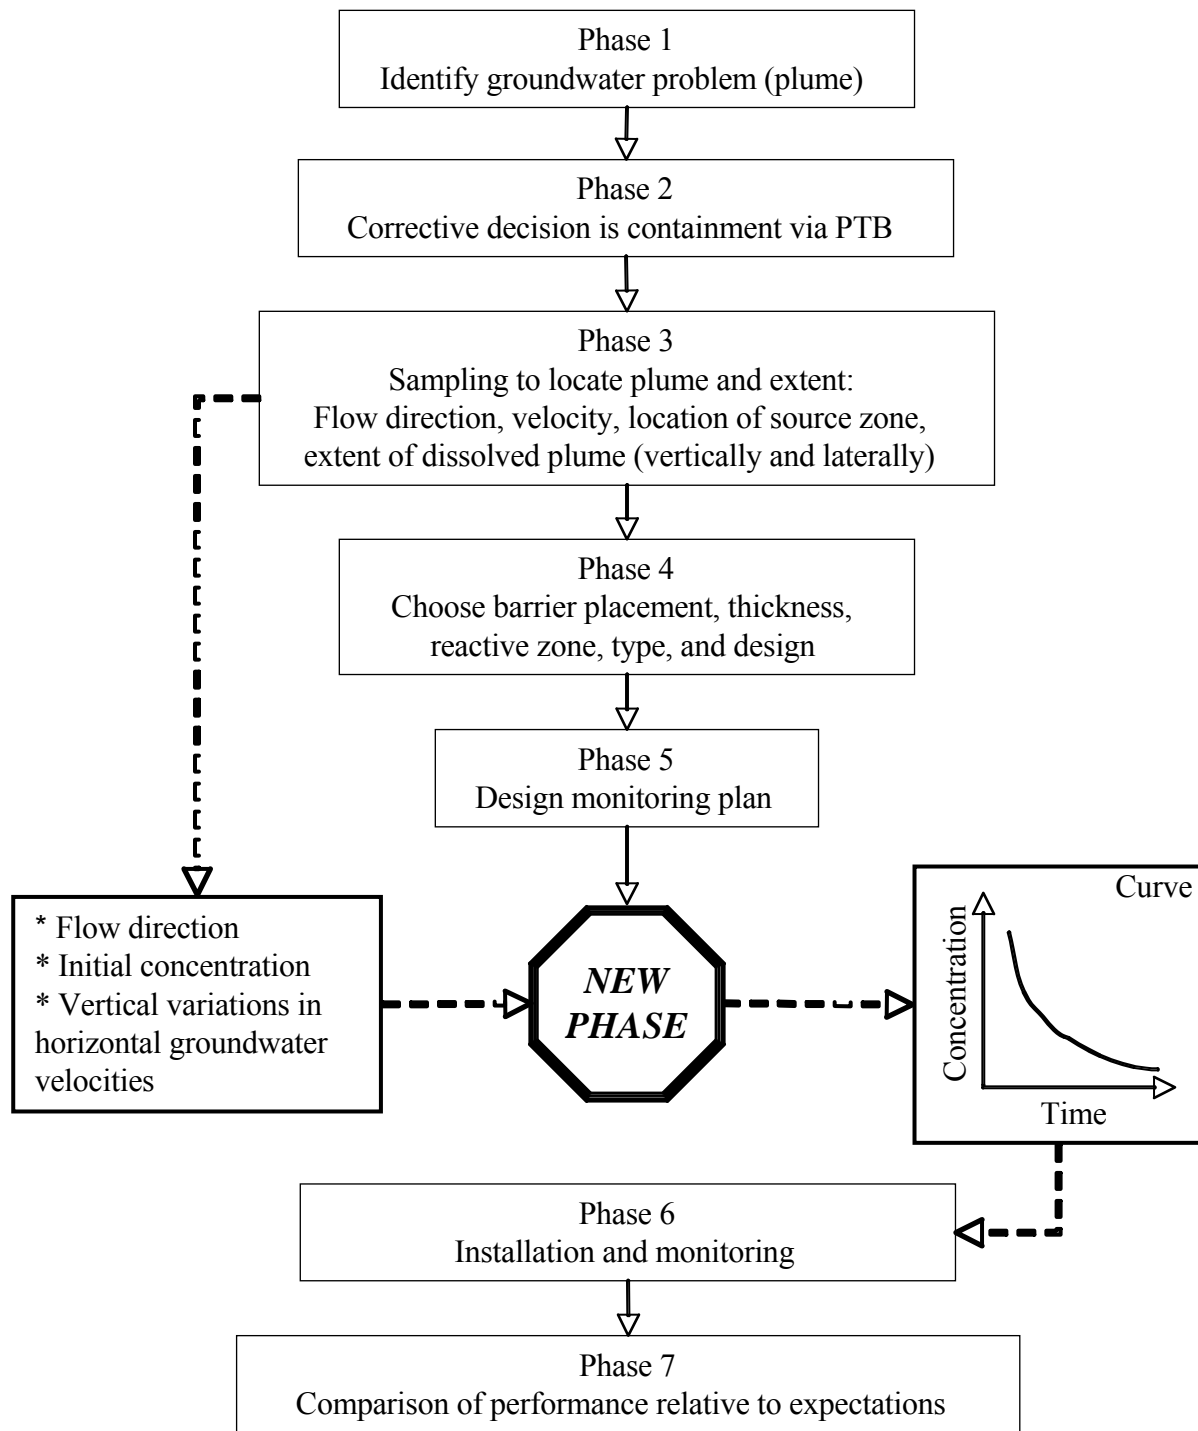 Phase 1
Identify groundwater problem (plume)
Phase 2
Corrective decision is containment via PTB
Phase 3
Sampling to locate plume and extent:
Flow direction, velocity, location of source zone,
extent of dissolved plume (vertically and laterally)
Phase 4
Choose barrier placement, thickness,
reactive zone, type, and design
Phase 5
Design monitoring plan
* Flow direction
* Initial concentration
* Vertical variations in
horizontal groundwater
velocities
NEW
PHASE
Curve
Concentration
Time
Phase 6
Installation and monitoring
Phase 7
Comparison of performance relative to expectations